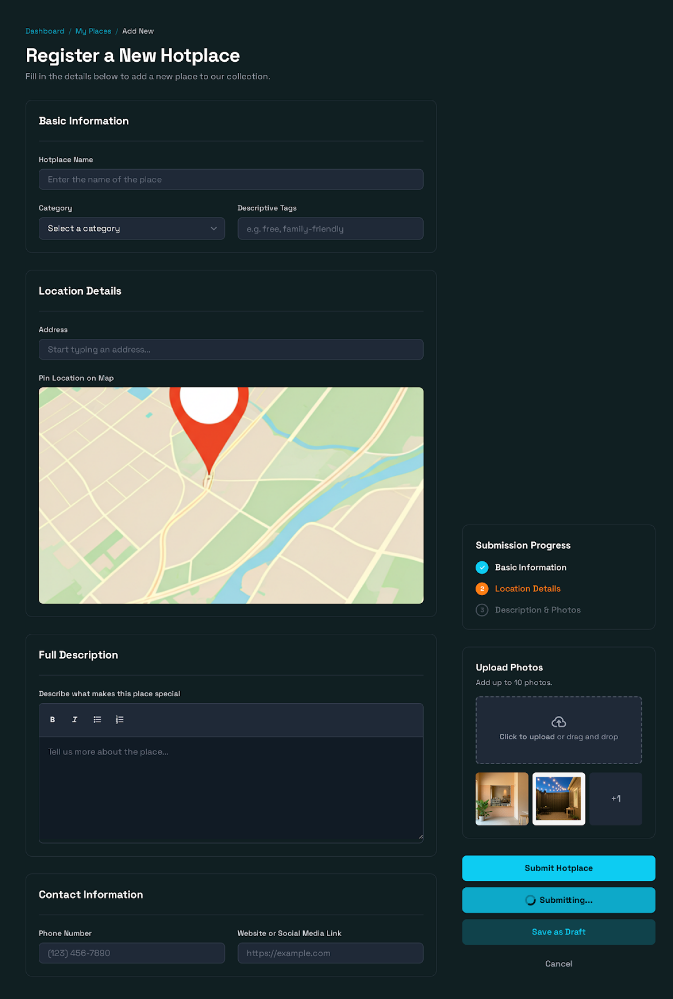 Dashboard / My Places / Add New
Register a New Hotplace
Fill in the details below to add a new place to our collection.
Basic Information
Hotplace Name
Enter the name of the place
Category
Select a category
Descriptive Tags
e.g. free, family-friendly
Location Details
Address
Start typing an address...
Pin Location on Map
Full Description
Describe what makes this place special
B I
Tell us more about the place...
Contact Information
Phone Number
(123) 456-7890
Website or Social Media Link
https://example.com
Submission Progress
Basic Information
2 Location Details
3 Description & Photos
Upload Photos
Add up to 10 photos.
Click to upload or drag and drop
+1
Submit Hotplace
Submitting...
Save as Draft
Cancel